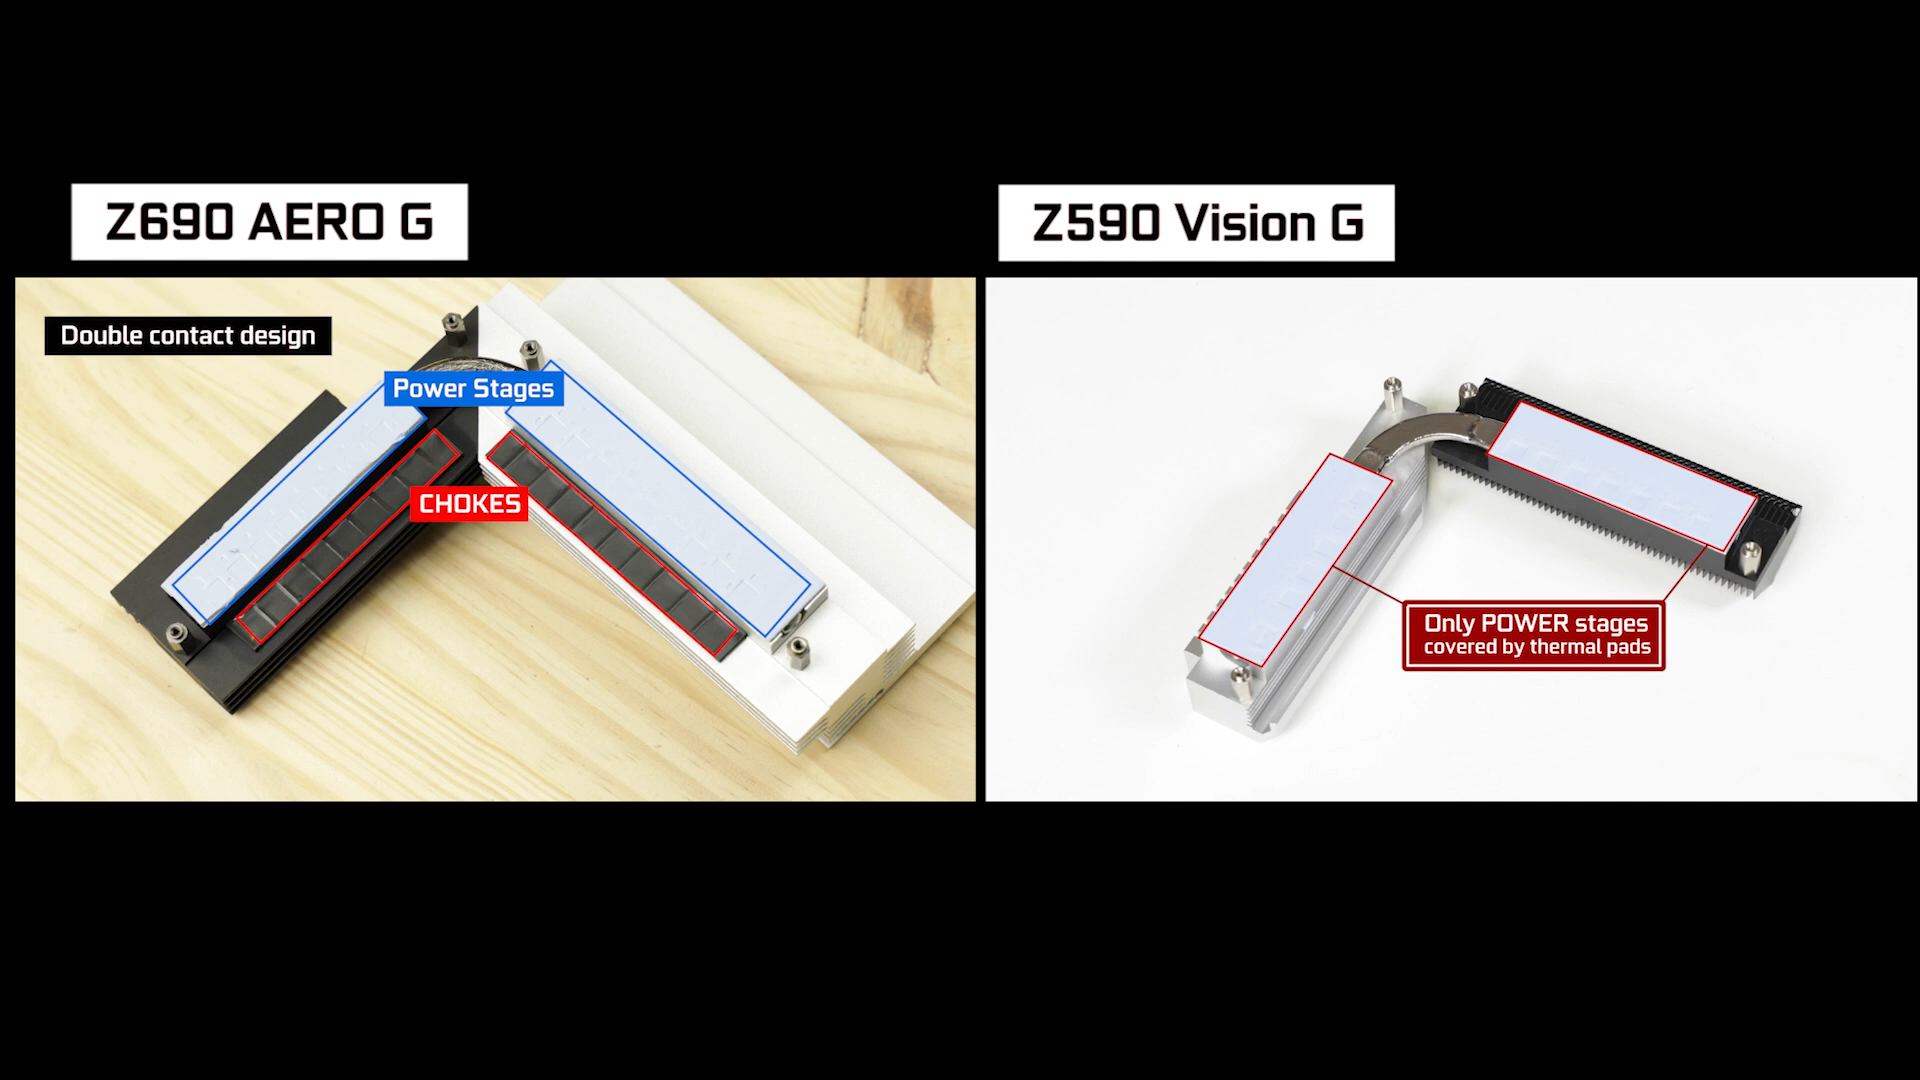 Z690 AERO G
Z590 Vision G
Double contact design
Power Stages
CHOKES
Only POWER stages
covered by thermal pads